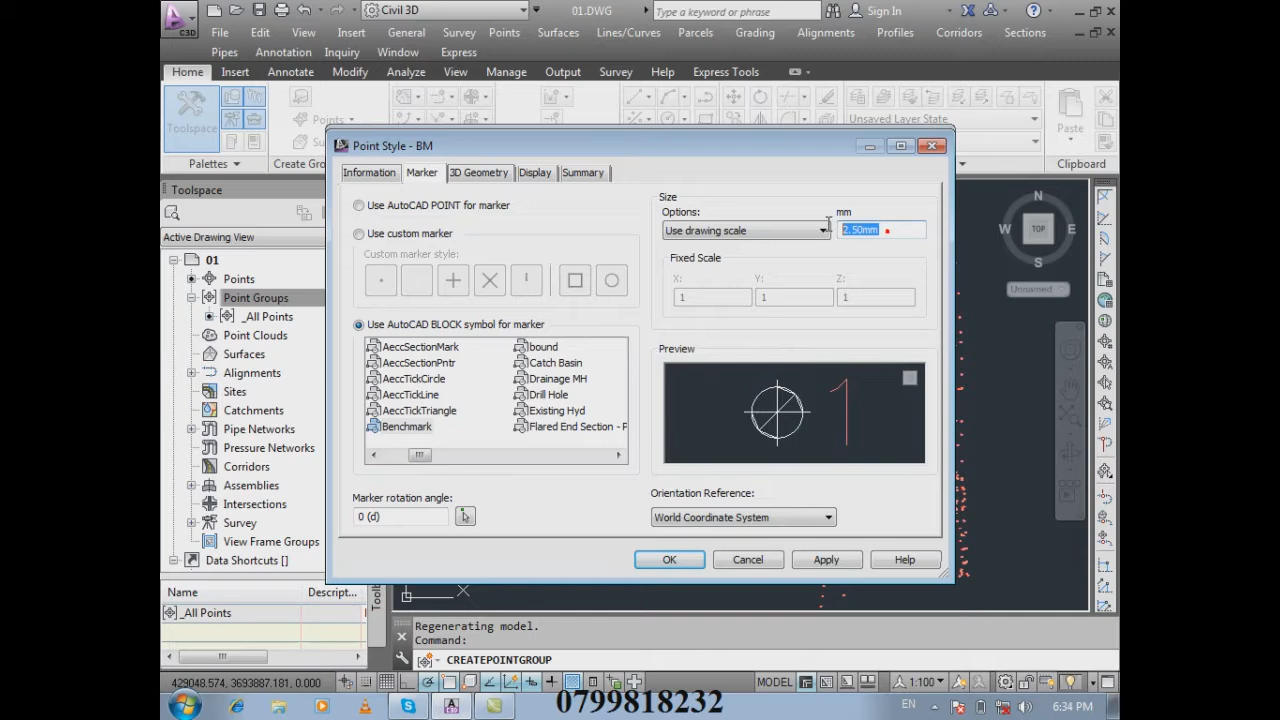 Civil 3D
01.DWG
Type a keyword or phrase
Sign In
File Edit View Insert General Survey Points Surfaces Lines/Curves Parcels Grading Alignments Profiles Corridors Sections
Pipes Annotation Inquiry Window Express
Home Insert Annotate Modify Analyze View Manage Output Survey Help Express Tools
C3D
Toolspace
Points
Unsaved Layer State
Paste
Palettes
Create Gro
Clipboard
Point Style - BM
Information Marker 3D Geometry Display Summary
Toolspace
Active Drawing View
01
Points
Point Groups
_All Points
Point Clouds
Surfaces
Alignments
Sites
Catchments
Pipe Networks
Pressure Networks
Corridors
Assemblies
Intersections
Survey
View Frame Groups
Data Shortcuts []
Name Descript...
_All Points
Toolb
Use AutoCAD POINT for marker
Use custom marker
Custom marker style:
Use AutoCAD BLOCK symbol for marker
AeccSectionMark
AeccSectionPntr
AeccTickCircle
AeccTickLine
AeccTickTriangle
Benchmark
bound
Catch Basin
Drainage MH
Drill Hole
Existing Hyd
Flared End Section - P
Marker rotation angle:
0 (d)
Size
Options: mm
Use drawing scale 2.50mm
Fixed Scale
X: Y: Z:
1 1 1
Preview
1
Orientation Reference:
World Coordinate System
OK Cancel Apply Help
N
W TOP E
S
Unnamed
X
Regenerating model.
Command:
CREATEPOINTGROUP
429048.574, 3693887.181, 0.000
MODEL
1:100
0799818232
EN
6:34 PM